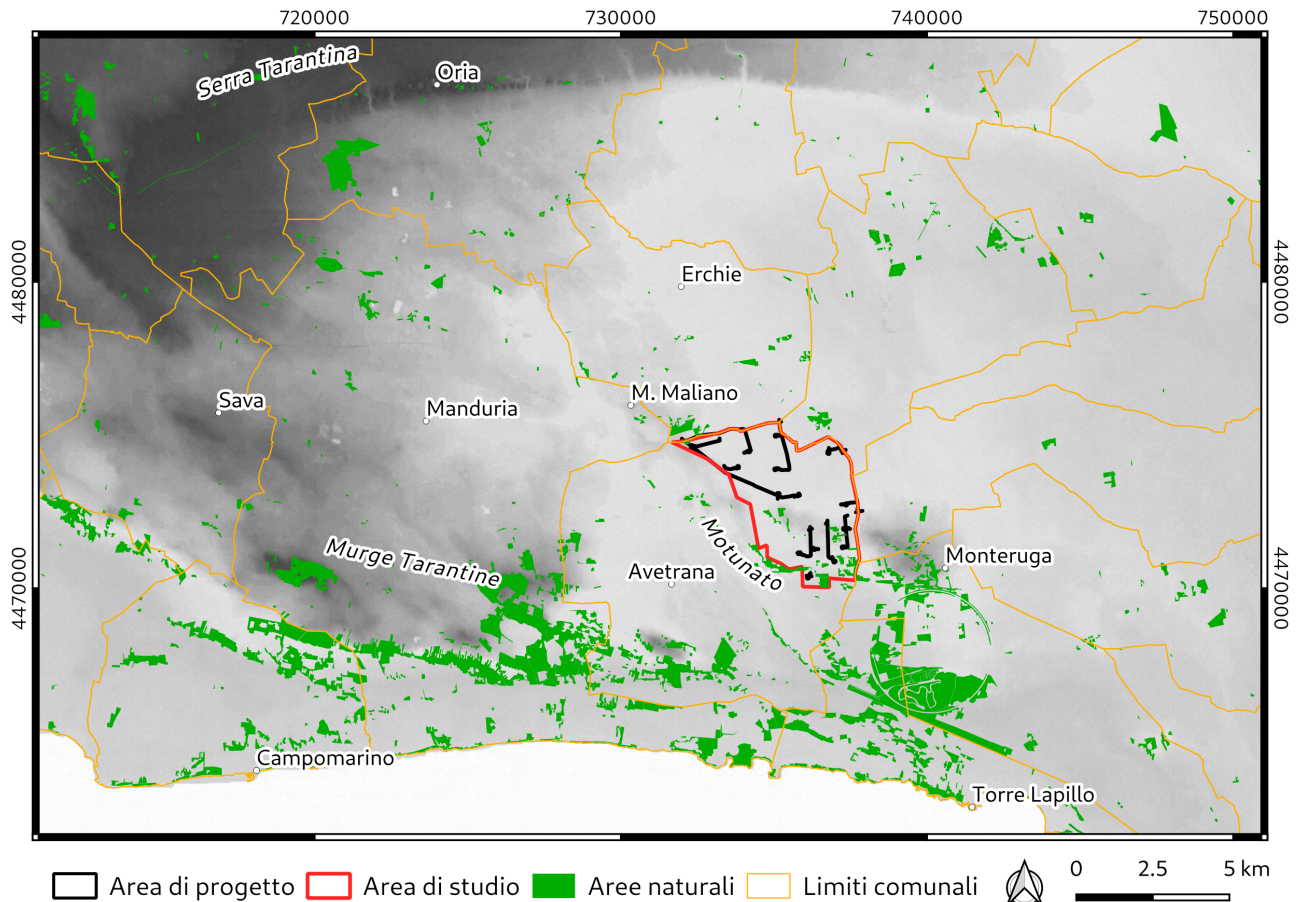 720000
730000
740000
750000
Serra Tarantina
Oria
4480000
4480000
Erchie
Sava
Manduria
M. Maliano
Murge Tarantine
Motunato
Avetrana
Monteruga
4470000
4470000
Campomarino
Torre Lapillo
Area di progetto
Area di studio
Aree naturali
Limiti comunali
0 2.5 5 km